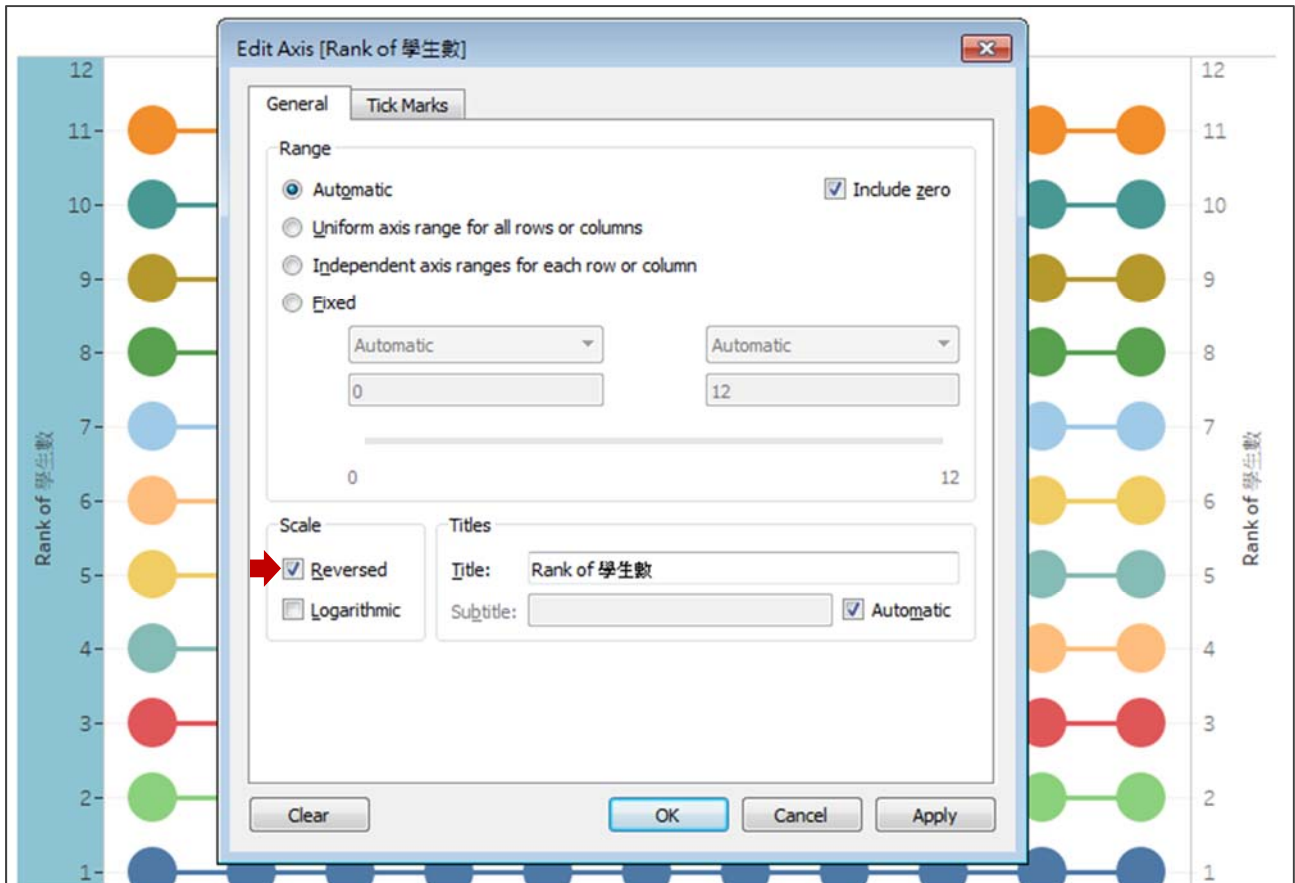 Edit Axis [Rank of 學生數]
General
Tick Marks
Range
Automatic
Include zero
Uniform axis range for all rows or columns
Independent axis ranges for each row or column
Fixed
Automatic
Automatic
0
12
0
12
Scale
Reversed
Logarithmic
Titles
Title:
Rank of 學生數
Subtitle:
Automatic
Clear
OK
Cancel
Apply
Rank of 學生數
12
11
10
9
8
7
6
5
4
3
2
1
12
11
10
9
8
7
6
5
4
3
2
1
Rank of 學生數